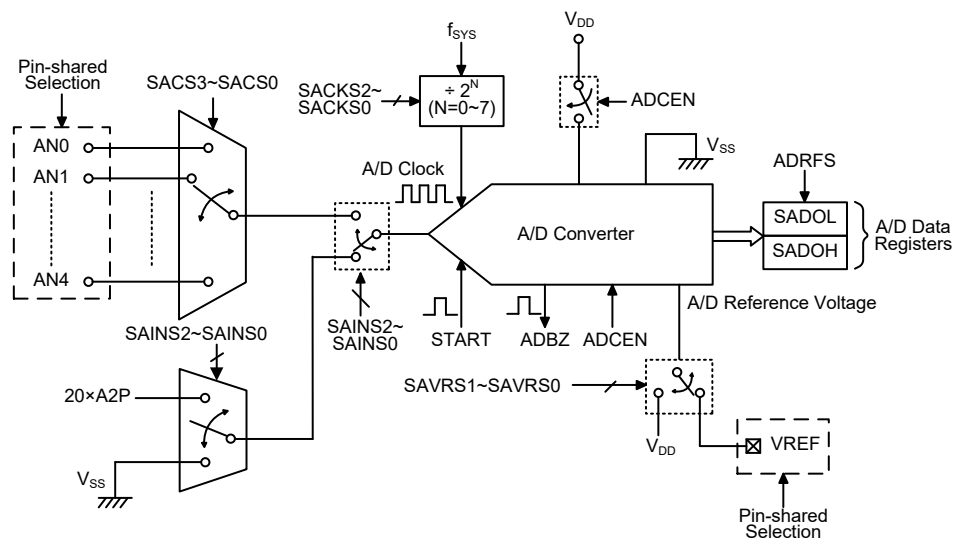 V_DD
f_SYS
Pin-shared
Selection
SACS3~SACS0
SACKS2~
SACKS0
÷ 2^N
(N=0~7)
ADCEN
AN0
AN1
AN4
A/D Clock
V_SS
ADRFS
A/D Converter
SADOL
SADOH
A/D Data
Registers
SAINS2~SAINS0
SAINS2~
SAINS0
START
ADBZ
ADCEN
A/D Reference Voltage
20×A2P
SAVRS1~SAVRS0
V_DD
VREF
V_SS
Pin-shared
Selection